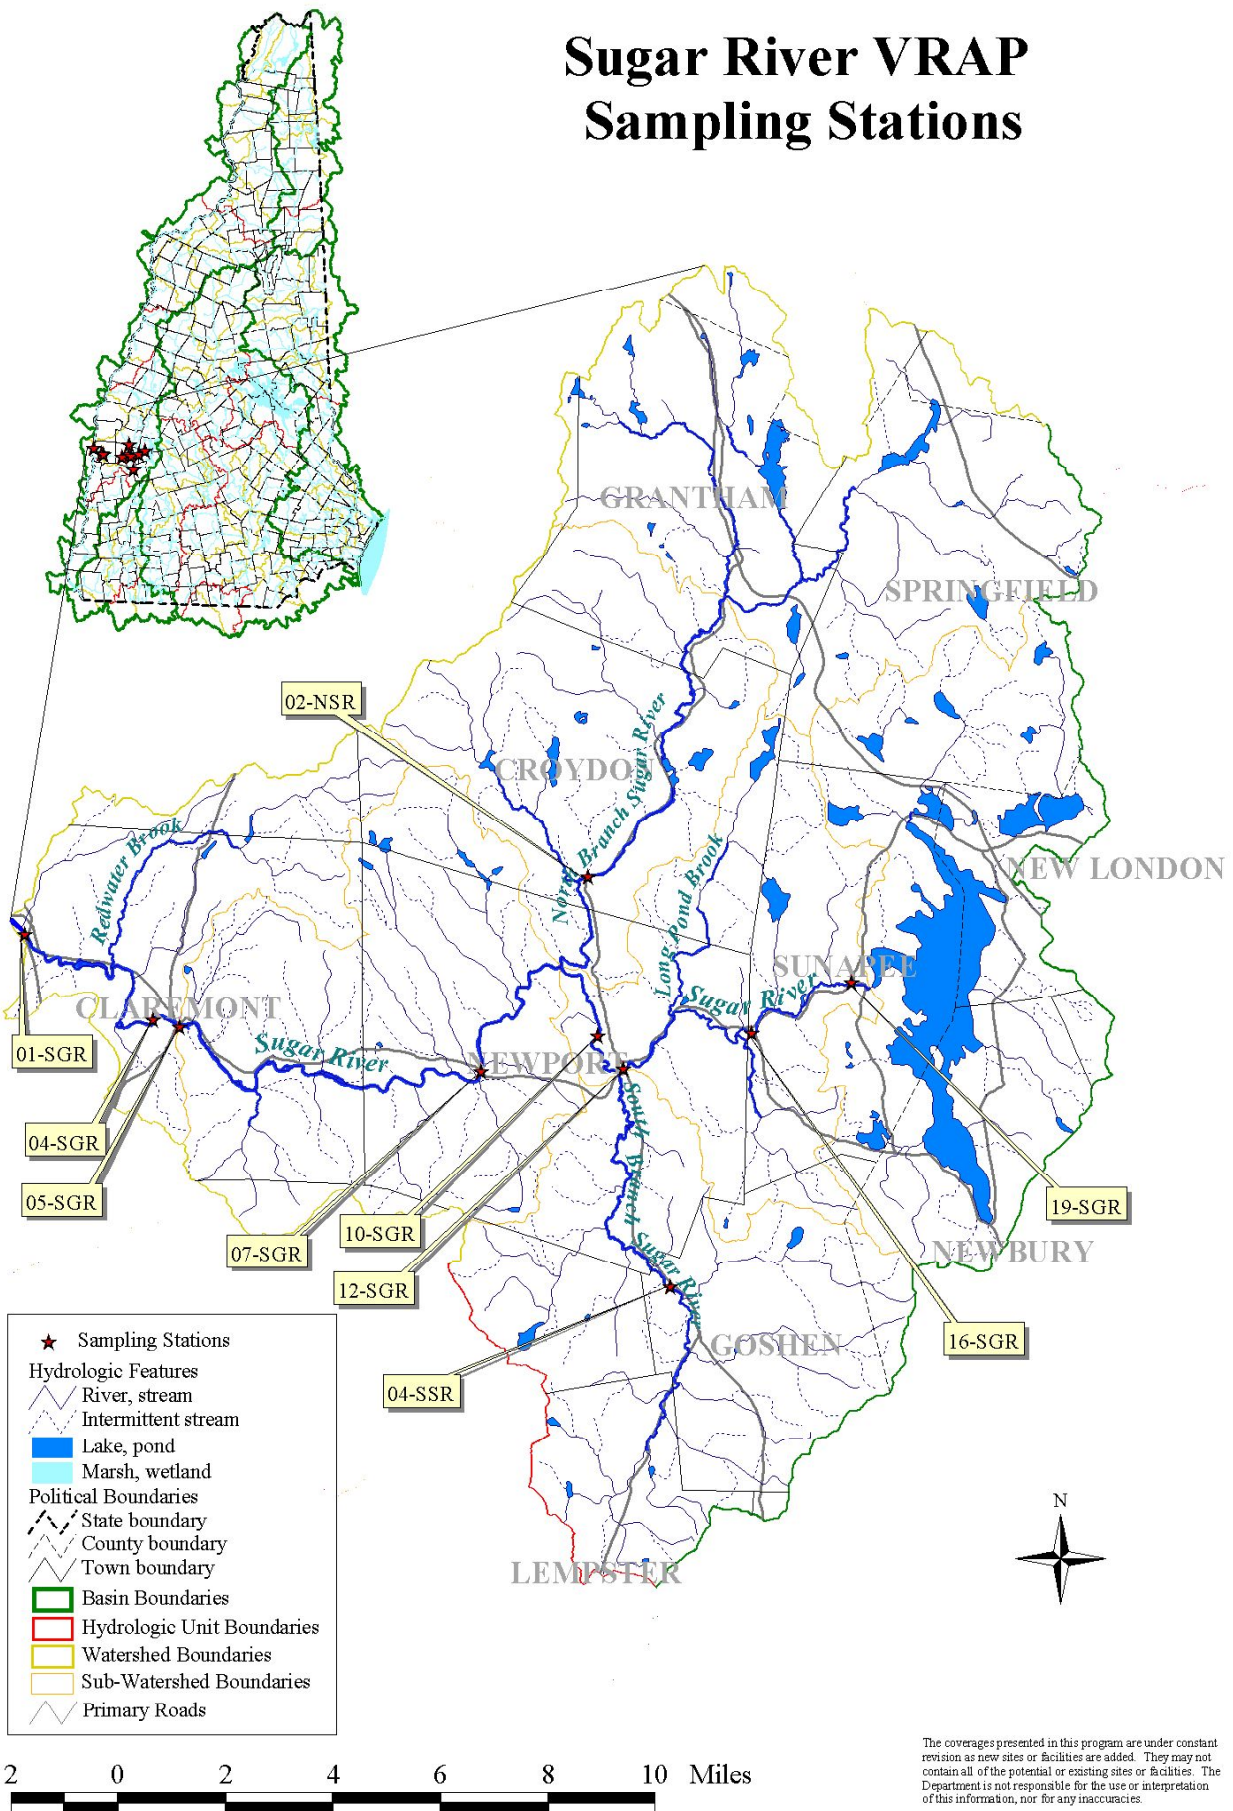 Sugar River VRAP
Sampling Stations
GRANTHAM
SPRINGFIELD
02-NSR
North Branch Sugar River
CROYDON
Redwater Brook
Long Pond Brook
NEW LONDON
SUNAPEE
Sugar River
CLAREMONT
Sugar River
NEWPORT
01-SGR
04-SGR
05-SGR
07-SGR
10-SGR
12-SGR
South Branch Sugar River
19-SGR
NEWBURY
16-SGR
GOSHEN
04-SSR
LEMPSTER
Sampling Stations
Hydrologic Features
River, stream
Intermittent stream
Lake, pond
Marsh, wetland
Political Boundaries
State boundary
County boundary
Town boundary
Basin Boundaries
Hydrologic Unit Boundaries
Watershed Boundaries
Sub-Watershed Boundaries
Primary Roads
N
2 0 2 4 6 8 10 Miles
The coverages presented in this program are under constant
revision as new sites or facilities are added. They may not
contain all of the potential or existing sites or facilities. The
Department is not responsible for the use or interpretation
of this information, nor for any inaccuracies.